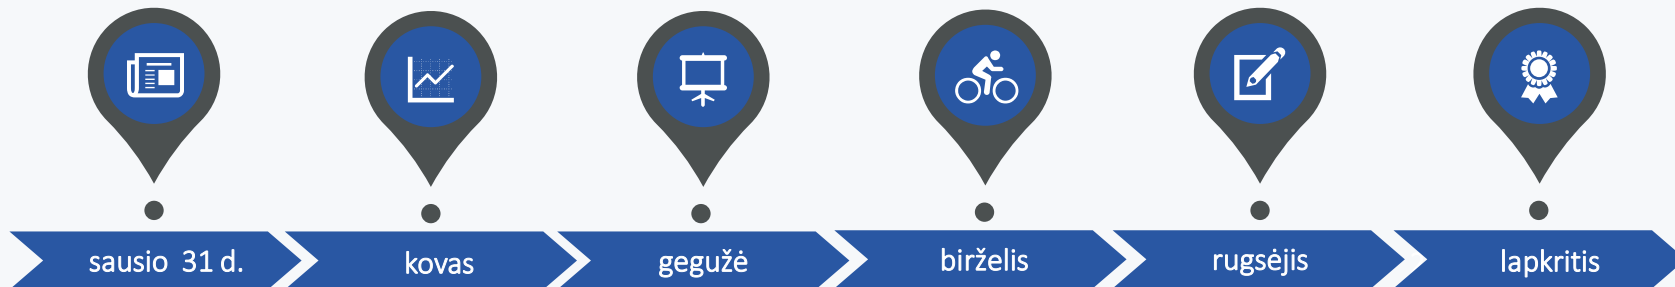 sausio 31 d.
kovas
gegužė
birželis
rugsėjis
lapkritis